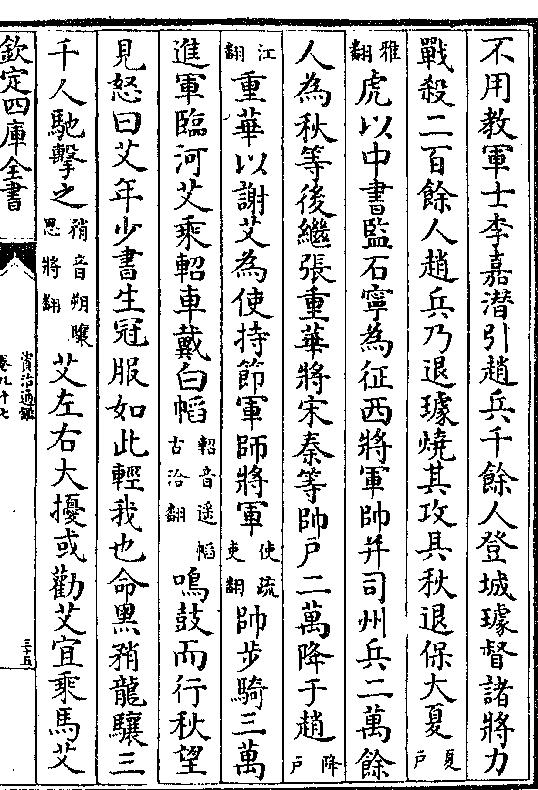 不用教軍士李嘉潛引趙兵千餘人登城璩督諸將力
戰殺二百餘人趙兵乃退璩燒其攻具秋退保大夏夏戶
雅翻虎以中書監石寧為征西將軍帥并司州兵二萬餘
人為秋等後繼張重華將宋秦等帥戶二萬降于趙降戶
江翻重華以謝艾為使持節軍師將軍使疏吏翻帥步騎三萬
進軍臨河艾乘軺車戴白㡌軺音遥㡌古洽翻鳴鼓而行秋望
見怒曰艾年少書生冠服如此輕我也命黑矟龍驤三
千人馳擊之矟音朔驤思將翻艾左右大擾或勸艾宜乘馬艾
欽定四庫全書
資治通鑑
卷九十七
三十五